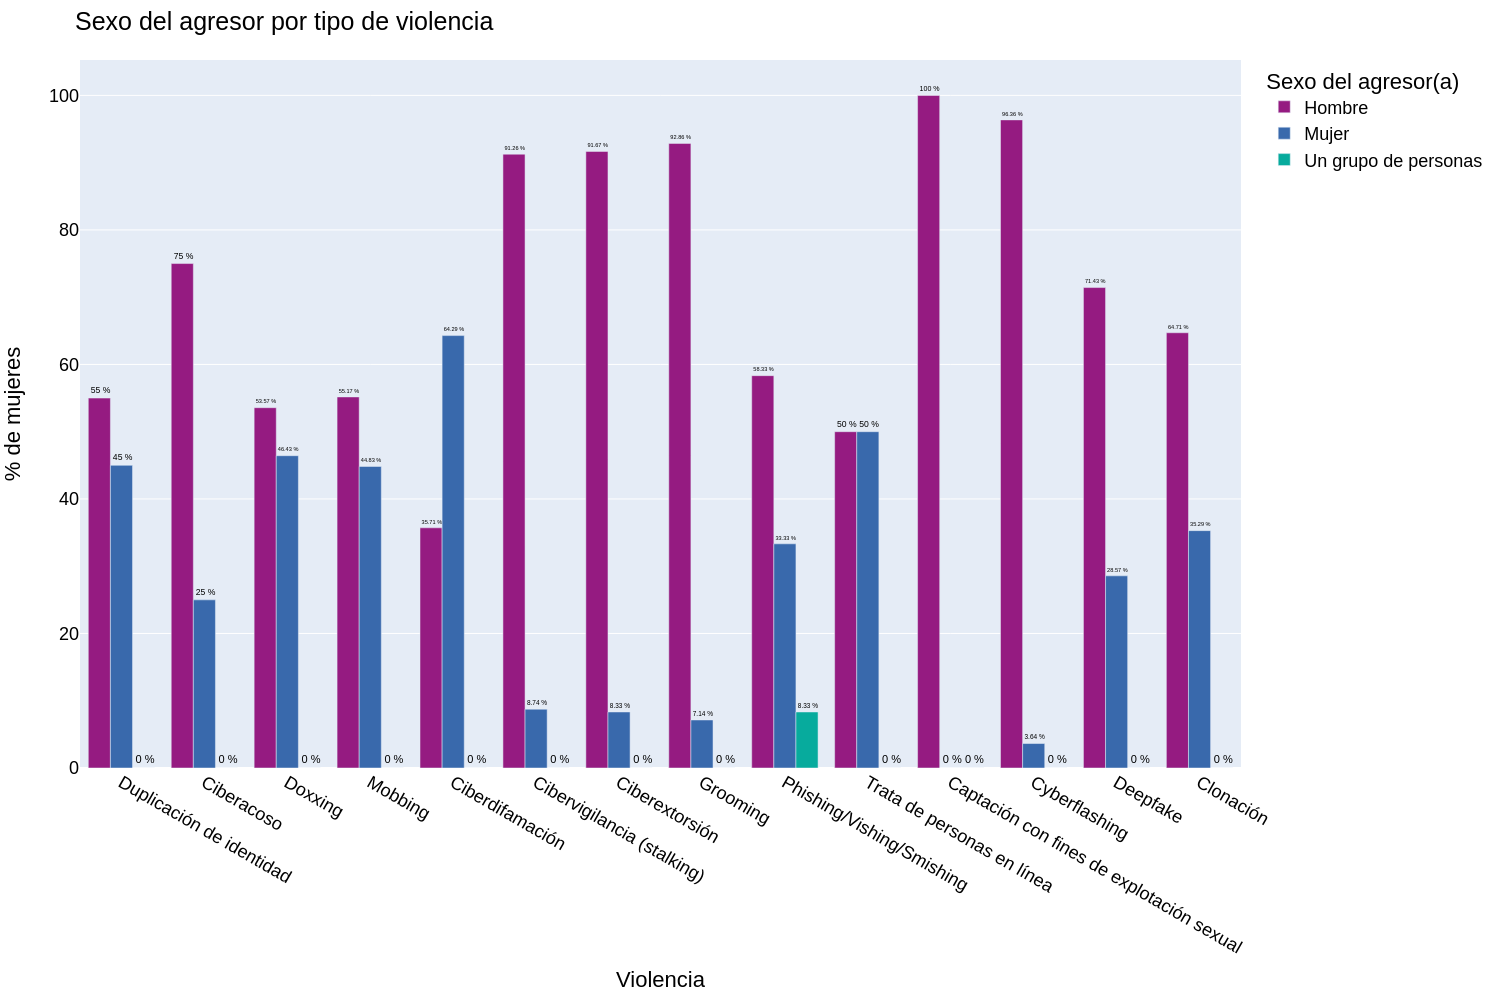 Sexo del agresor por tipo de violencia
Sexo del agresor(a)
Hombre
Mujer
Un grupo de personas
% de mujeres
100
80
60
40
20
0
55 %
45 %
0 %
75 %
25 %
0 %
53.57 %
46.43 %
0 %
55.17 %
44.83 %
0 %
35.71 %
64.29 %
0 %
91.26 %
8.74 %
0 %
91.67 %
8.33 %
0 %
92.86 %
7.14 %
0 %
58.33 %
33.33 %
8.33 %
50 %
50 %
0 %
100 %
0 %
0 %
96.36 %
3.64 %
0 %
71.43 %
28.57 %
0 %
64.71 %
35.29 %
0 %
Duplicación de identidad
Ciberacoso
Doxxing
Mobbing
Ciberdifamación
Cibervigilancia (stalking)
Ciberextorsión
Grooming
Phishing/Vishing/Smishing
Trata de personas en línea
Captación con fines de explotación sexual
Cyberflashing
Deepfake
Clonación
Violencia